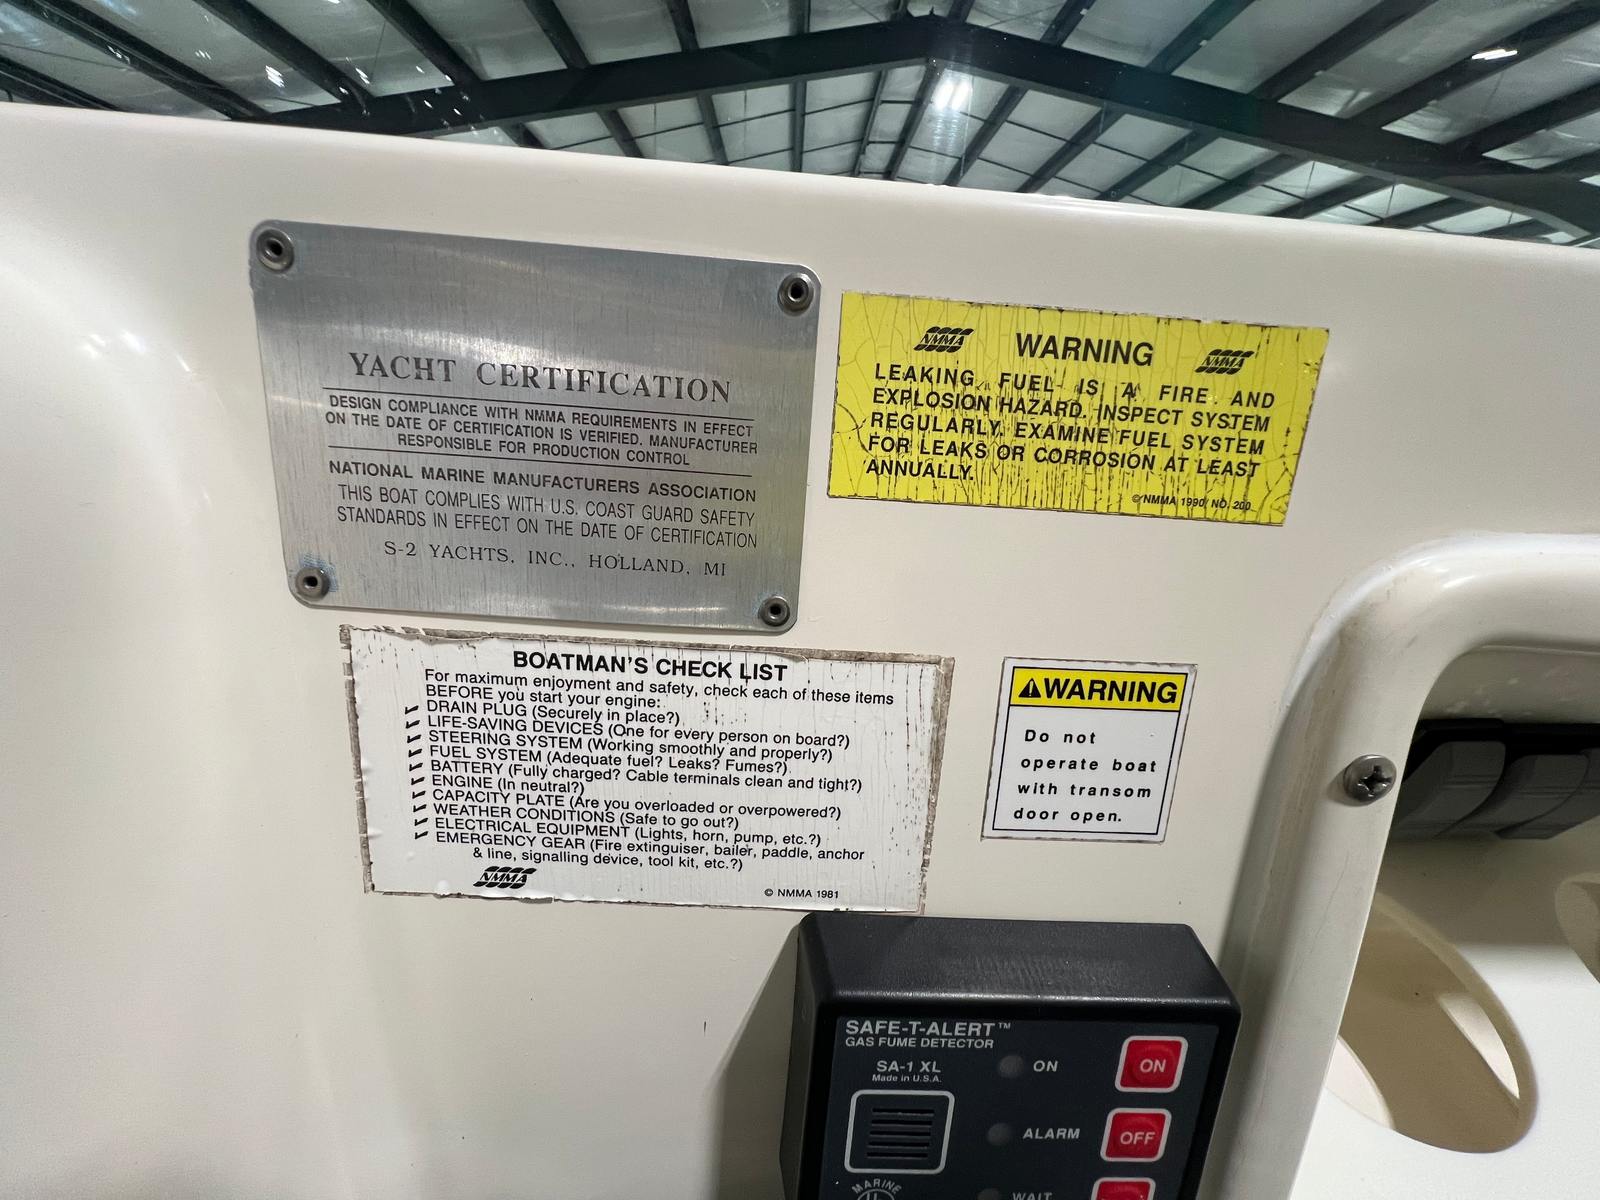 YACHT CERTIFICATION
DESIGN COMPLIANCE WITH NMMA REQUIREMENTS IN EFFECT
ON THE DATE OF CERTIFICATION IS VERIFIED. MANUFACTURER
RESPONSIBLE FOR PRODUCTION CONTROL
NATIONAL MARINE MANUFACTURERS ASSOCIATION
THIS BOAT COMPLIES WITH U.S. COAST GUARD SAFETY
STANDARDS IN EFFECT ON THE DATE OF CERTIFICATION
S-2 YACHTS, INC., HOLLAND, MI
NMMA WARNING NMMA
LEAKING FUEL IS A FIRE AND
EXPLOSION HAZARD. INSPECT SYSTEM
REGULARLY. EXAMINE FUEL SYSTEM
FOR LEAKS OR CORROSION AT LEAST
ANNUALLY.
© NMMA 1990/ NO. 200
BOATMAN'S CHECK LIST
For maximum enjoyment and safety, check each of these items
BEFORE you start your engine:
DRAIN PLUG (Securely in place?)
LIFE-SAVING DEVICES (One for every person on board?)
STEERING SYSTEM (Working smoothly and properly?)
FUEL SYSTEM (Adequate fuel? Leaks? Fumes?)
BATTERY (Fully charged? Cable terminals clean and tight?)
ENGINE (In neutral?)
CAPACITY PLATE (Are you overloaded or overpowered?)
WEATHER CONDITIONS (Safe to go out?)
ELECTRICAL EQUIPMENT (Lights, horn, pump, etc.?)
EMERGENCY GEAR (Fire extinguiser, bailer, paddle, anchor
& line, signalling device, tool kit, etc.?)
NMMA
© NMMA 1981
WARNING
Do not
operate boat
with transom
door open.
SAFE-T-ALERT™
GAS FUME DETECTOR
SA-1 XL
Made in U.S.A.
ON
ON
ALARM
OFF
WAIT
MARINE